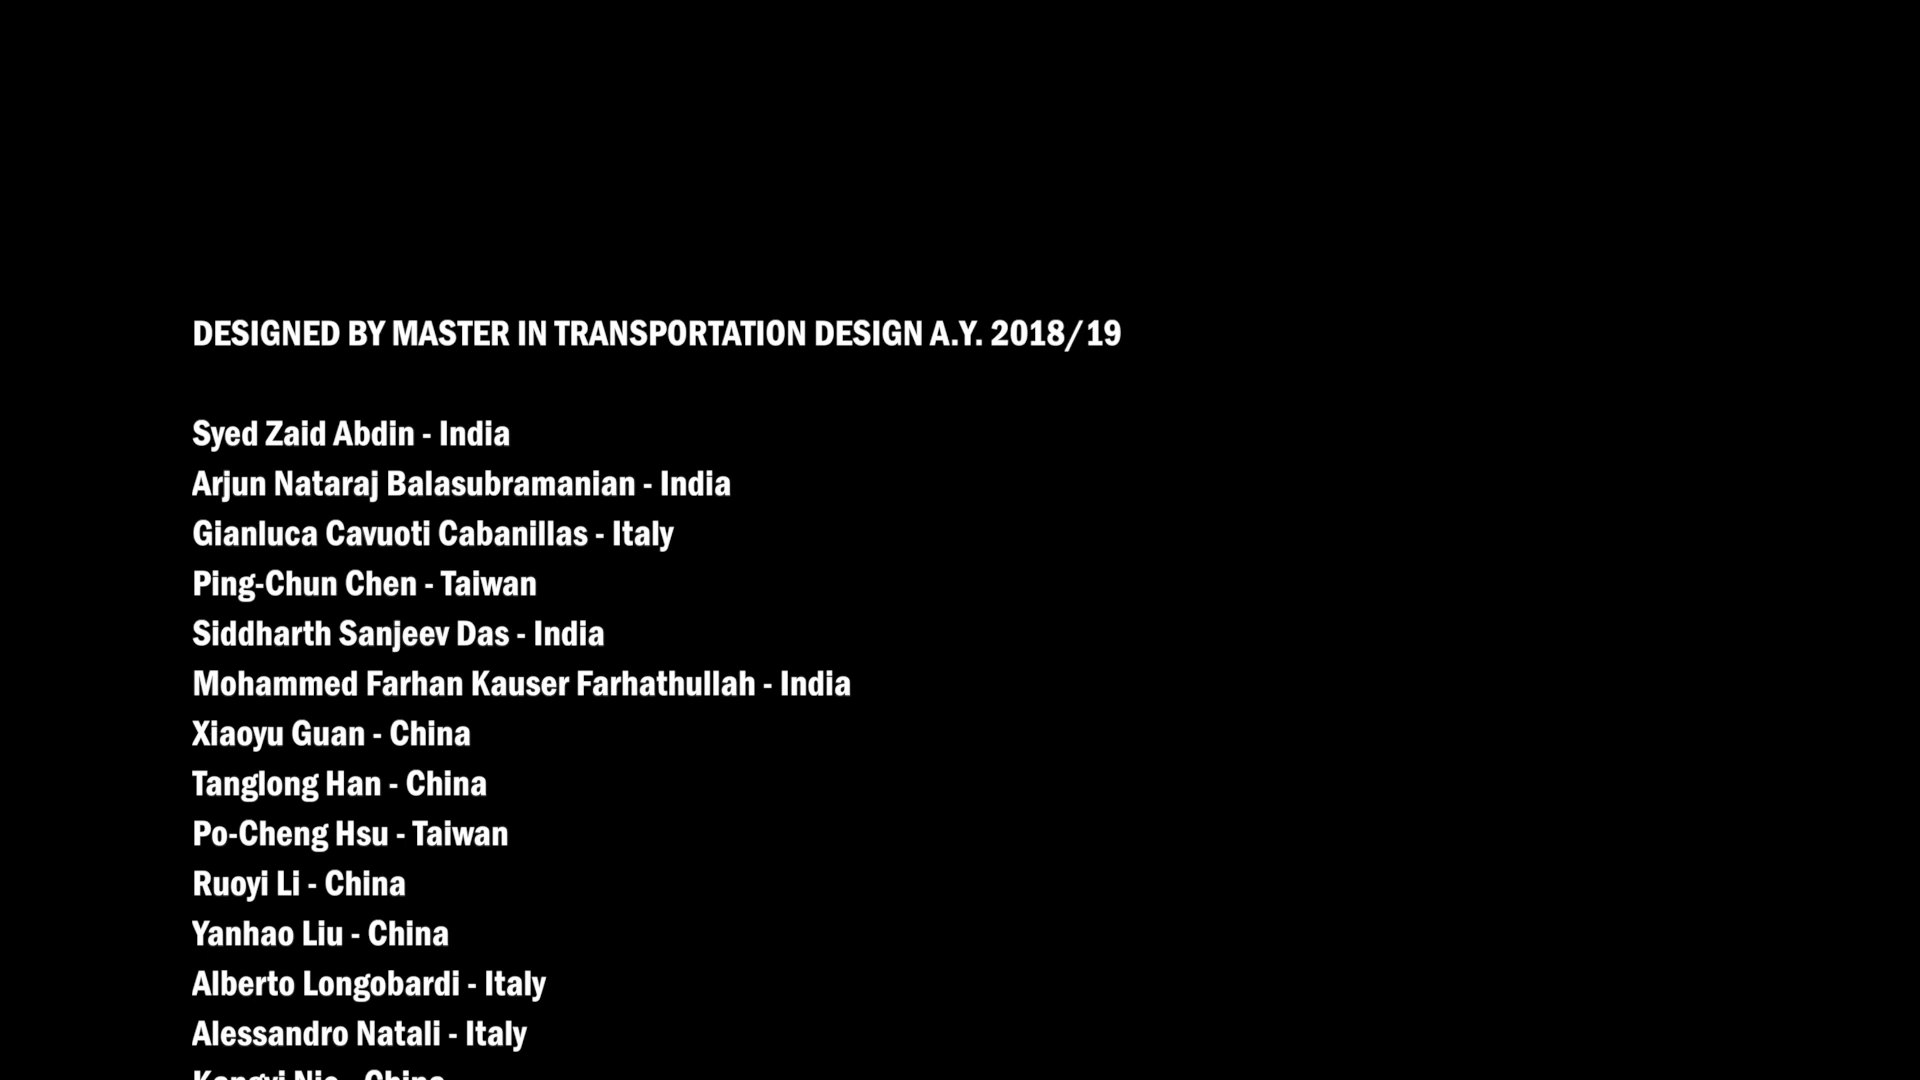 DESIGNED BY MASTER IN TRANSPORTATION DESIGN A.Y. 2018/19
Syed Zaid Abdin - India
Arjun Nataraj Balasubramanian - India
Gianluca Cavuoti Cabanillas - Italy
Ping-Chun Chen - Taiwan
Siddharth Sanjeev Das - India
Mohammed Farhan Kauser Farhathullah - India
Xiaoyu Guan - China
Tanglong Han - China
Po-Cheng Hsu - Taiwan
Ruoyi Li - China
Yanhao Liu - China
Alberto Longobardi - Italy
Alessandro Natali - Italy
- China